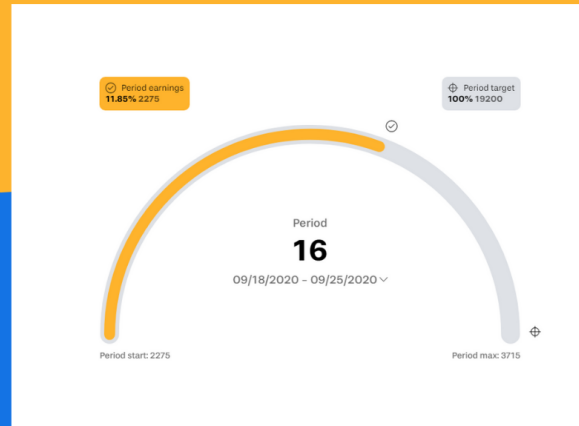 Period earnings
11.85% 2275
Period target
100% 19200
Period
16
09/18/2020 - 09/25/2020
Period start: 2275
Period max: 3715